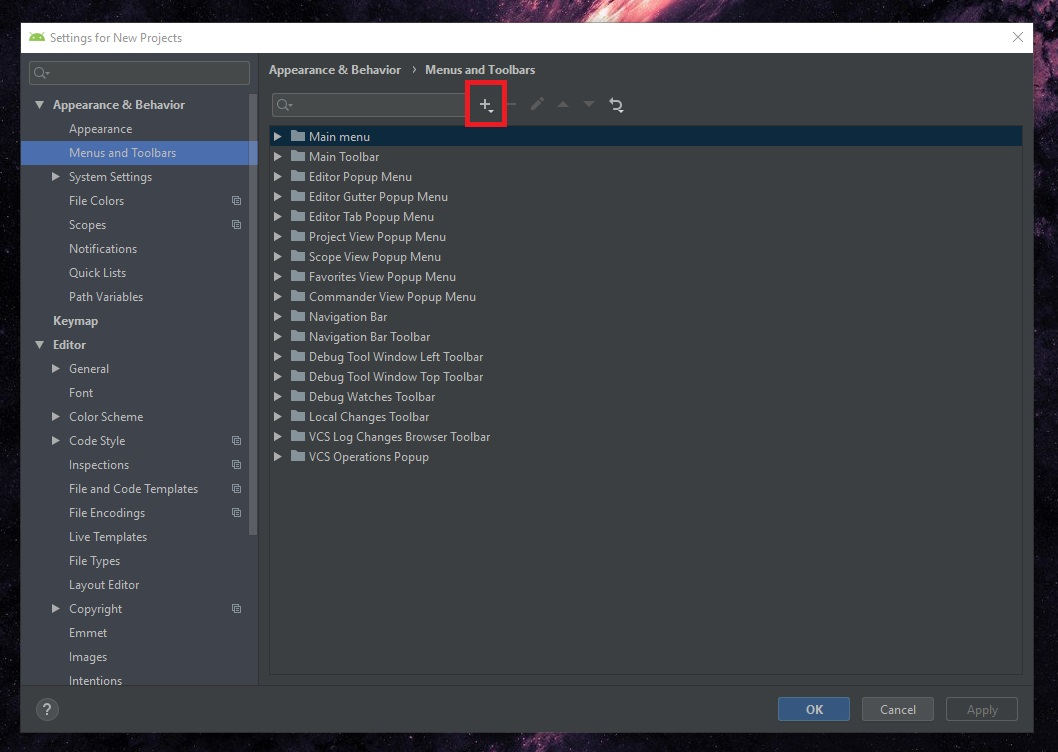 Settings for New Projects
Appearance & Behavior
Appearance
Menus and Toolbars
System Settings
File Colors
Scopes
Notifications
Quick Lists
Path Variables
Keymap
Editor
General
Font
Color Scheme
Code Style
Inspections
File and Code Templates
File Encodings
Live Templates
File Types
Layout Editor
Copyright
Emmet
Images
Intentions
Appearance & Behavior › Menus and Toolbars
Main menu
Main Toolbar
Editor Popup Menu
Editor Gutter Popup Menu
Editor Tab Popup Menu
Project View Popup Menu
Scope View Popup Menu
Favorites View Popup Menu
Commander View Popup Menu
Navigation Bar
Navigation Bar Toolbar
Debug Tool Window Left Toolbar
Debug Tool Window Top Toolbar
Debug Watches Toolbar
Local Changes Toolbar
VCS Log Changes Browser Toolbar
VCS Operations Popup
?
OK
Cancel
Apply